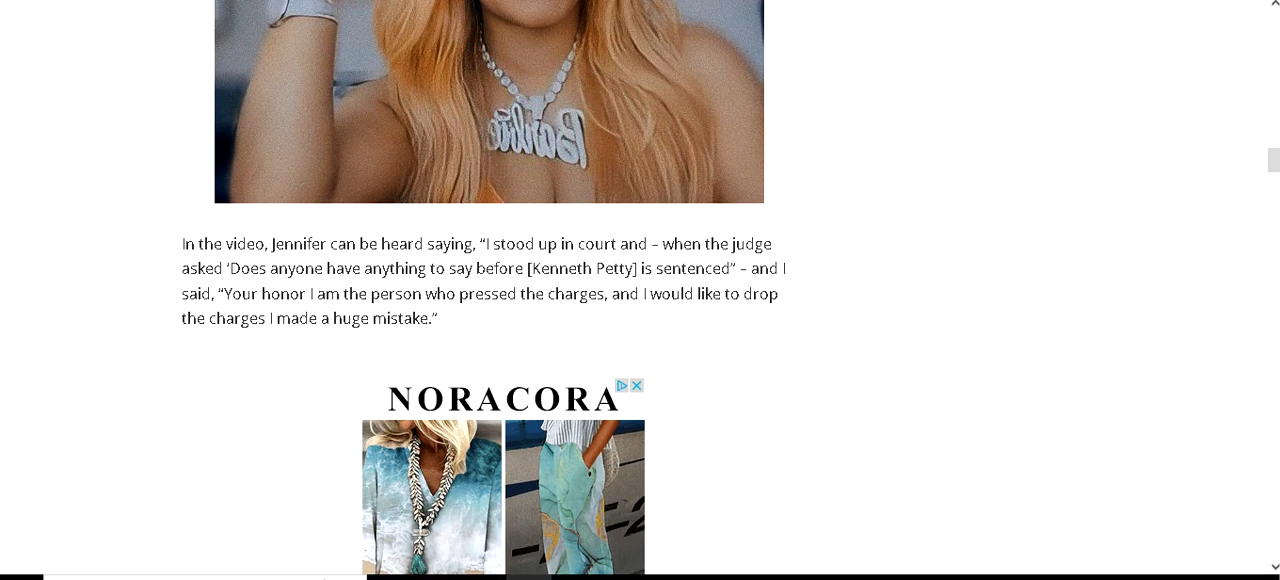 Barbie
In the video, Jennifer can be heard saying, “I stood up in court and – when the judge
asked ‘Does anyone have anything to say before [Kenneth Petty] is sentenced” – and I
said, “Your honor I am the person who pressed the charges, and I would like to drop
the charges I made a huge mistake.”
NORACORA